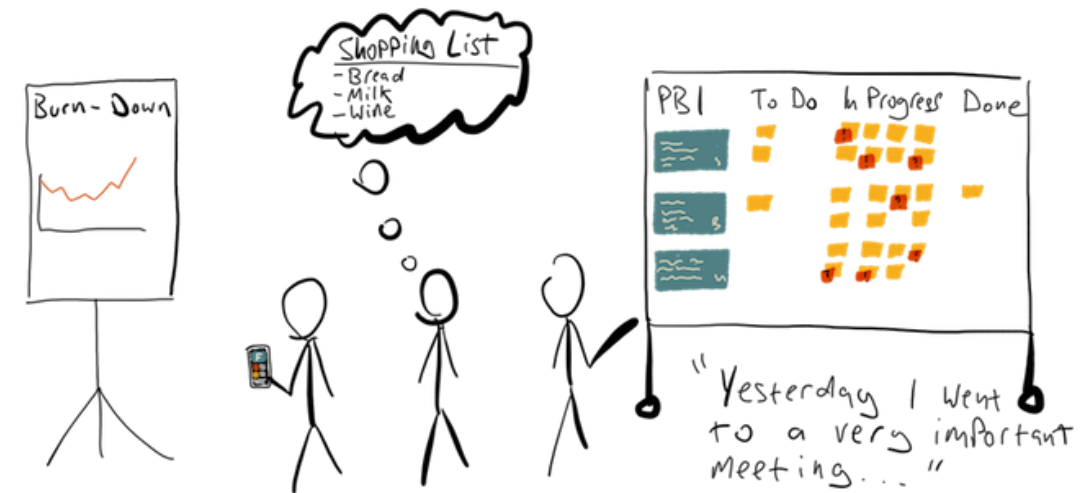 Burn-Down
Shopping List
- Bread
- Milk
- Wine
PBI
To Do
In Progress
Done
"Yesterday I went
to a very important
meeting..."